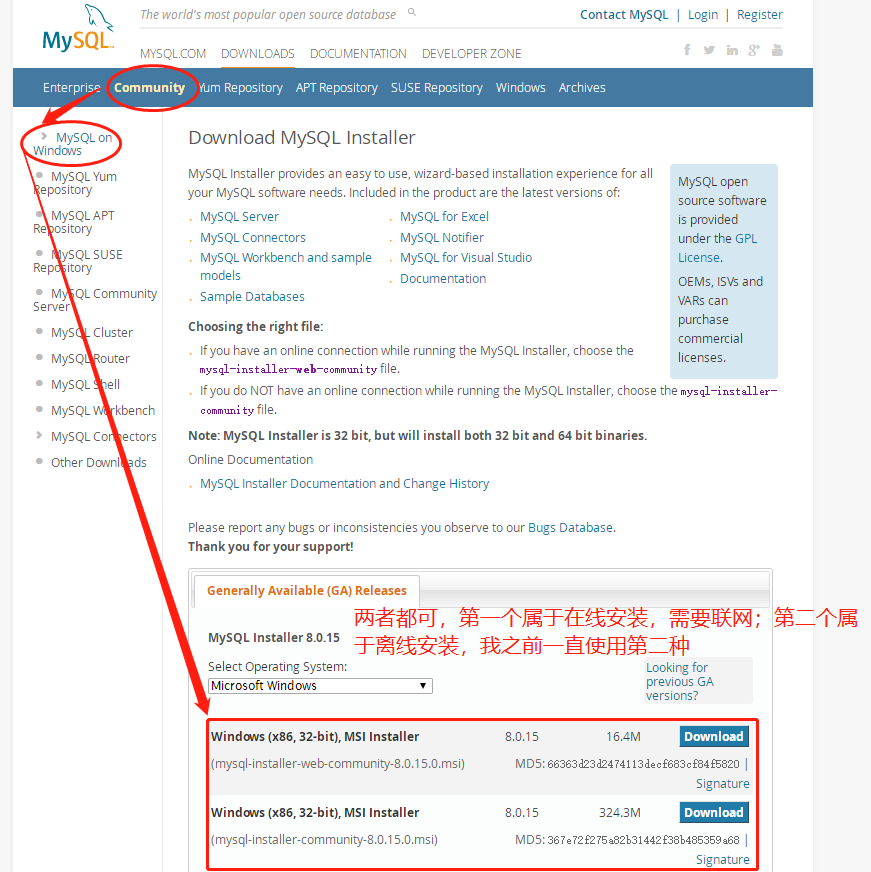 MySQL
The world's most popular open source database
Contact MySQL | Login | Register
MYSQL.COM DOWNLOADS DOCUMENTATION DEVELOPER ZONE
Enterprise Community Yum Repository APT Repository SUSE Repository Windows Archives
MySQL on
Windows
MySQL Yum
Repository
MySQL APT
Repository
MySQL SUSE
Repository
MySQL Community
Server
MySQL Cluster
MySQL Router
MySQL Shell
MySQL Workbench
MySQL Connectors
Other Downloads
Download MySQL Installer
MySQL Installer provides an easy to use, wizard-based installation experience for all
your MySQL software needs. Included in the product are the latest versions of:
MySQL Server
MySQL Connectors
MySQL Workbench and sample
models
Sample Databases
MySQL for Excel
MySQL Notifier
MySQL for Visual Studio
Documentation
MySQL open
source software
is provided
under the GPL
License.
OEMs, ISVs and
VARs can
purchase
commercial
licenses.
Choosing the right file:
If you have an online connection while running the MySQL Installer, choose the
mysql-installer-web-community file.
If you do NOT have an online connection while running the MySQL Installer, choose the mysql-installer-
community file.
Note: MySQL Installer is 32 bit, but will install both 32 bit and 64 bit binaries.
Online Documentation
MySQL Installer Documentation and Change History
Please report any bugs or inconsistencies you observe to our Bugs Database.
Thank you for your support!
Generally Available (GA) Releases
两者都可，第一个属于在线安装，需要联网；第二个属
于离线安装，我之前一直使用第二种
MySQL Installer 8.0.15
Select Operating System:
Microsoft Windows
Looking for
previous GA
versions?
Windows (x86, 32-bit), MSI Installer 8.0.15 16.4M Download
(mysql-installer-web-community-8.0.15.0.msi) MD5: 66363d23d2474113decf683cf84f5820 |
Signature
Windows (x86, 32-bit), MSI Installer 8.0.15 324.3M Download
(mysql-installer-community-8.0.15.0.msi) MD5: 367e72f275a82b31442f38b485359a68 |
Signature